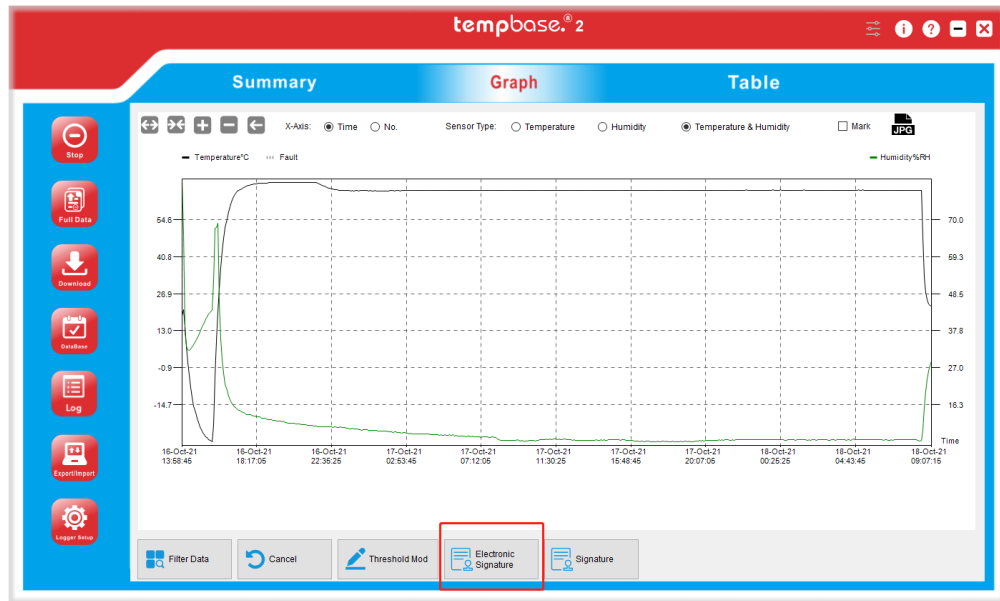 tempbase.® 2
Summary
Graph
Table
Stop
Full Data
Download
DataBase
Log
Export/Import
Logger Setup
X-Axis: Time No. Sensor Type: Temperature Humidity Temperature & Humidity Mark JPG
Temperature°C Fault Humidity%RH
54.6
40.8
26.9
13.0
-0.9
-14.7
70.0
59.3
48.5
37.8
27.0
16.3
Time
16-Oct-21
13:58:45
16-Oct-21
18:17:05
16-Oct-21
22:35:25
17-Oct-21
02:53:45
17-Oct-21
07:12:05
17-Oct-21
11:30:25
17-Oct-21
15:48:45
17-Oct-21
20:07:05
18-Oct-21
00:25:25
18-Oct-21
04:43:45
18-Oct-21
09:07:15
Filter Data
Cancel
Threshold Mod
Electronic
Signature
Signature